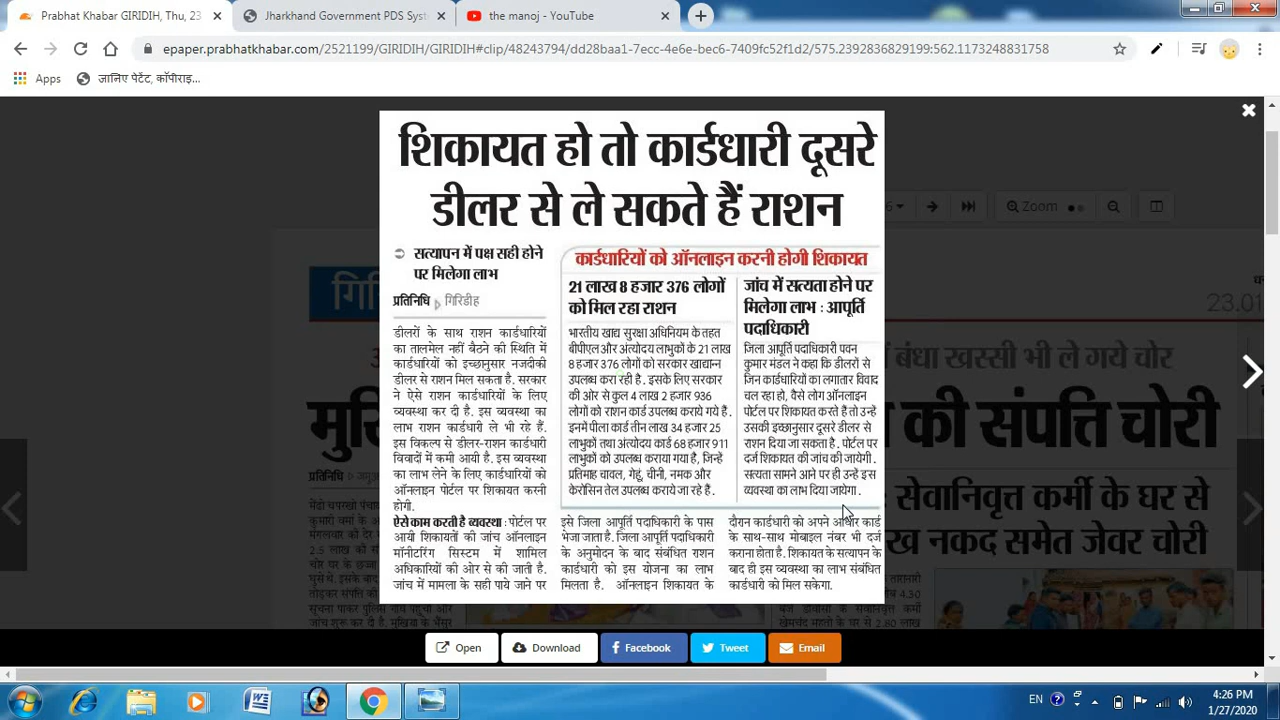 Prabhat Khabar GIRIDIH, Thu, 23
Jharkhand Government PDS Syst
the manoj - YouTube
epaper.prabhatkhabar.com/2521199/GIRIDIH/GIRIDIH#clip/48243794/dd28baa1-7ecc-4e6e-bec6-7409fc52f1d2/575.2392836829199:562.1173248831758
Apps
जानिए पेटेंट, कॉपीराइ...
शिकायत हो तो कार्डधारी दूसरे
डीलर से ले सकते हैं राशन
सत्यापन में पक्ष सही होने
पर मिलेगा लाभ
प्रतिनिधि गिरिडीह
डीलरों के साथ राशन कार्डधारियों
का तालमेल नहीं बैठने की स्थिति में
कार्डधारियों को इच्छानुसार नजदीकी
डीलर से राशन मिल सकता है. सरकार
ने ऐसे राशन कार्डधारियों के लिए
व्यवस्था कर दी है. इस व्यवस्था का
लाभ राशन कार्डधारी ले भी रहे हैं.
इस विकल्प से डीलर-राशन कार्डधारी
विवादों में कमी आयी है. इस व्यवस्था
का लाभ लेने के लिए कार्डधारियों को
ऑनलाइन पोर्टल पर शिकायत करनी
होगी.
ऐसे काम करती है व्यवस्था : पोर्टल पर
आयी शिकायतों की जांच ऑनलाइन
मॉनीटरिंग सिस्टम में शामिल
अधिकारियों की ओर से की जाती है.
जांच में मामला के सही पाये जाने पर
कार्डधारियों को ऑनलाइन करनी होगी शिकायत
21 लाख 8 हजार 376 लोगों
को मिल रहा राशन
भारतीय खाद्य सुरक्षा अधिनियम के तहत
बीपीएल और अंत्योदय लाभुकों के 21 लाख
8 हजार 376 लोगों को सरकार खाद्यान्न
उपलब्ध करा रही है. इसके लिए सरकार
की ओर से कुल 4 लाख 2 हजार 936
लोगों को राशन कार्ड उपलब्ध कराये गये हैं.
इनमें पीला कार्ड तीन लाख 34 हजार 25
लाभुकों तथा अंत्योदय कार्ड 68 हजार 911
लाभुकों को उपलब्ध कराया गया है, जिन्हें
प्रतिमाह चावल, गेहूं, चीनी, नमक और
केरोसिन तेल उपलब्ध कराये जा रहे हैं.
जांच में सत्यता होने पर
मिलेगा लाभ : आपूर्ति
पदाधिकारी
जिला आपूर्ति पदाधिकारी पवन
कुमार मंडल ने कहा कि डीलरों से
जिन कार्डधारियों का लगातार विवाद
चल रहा हो, वैसे लोग ऑनलाइन
पोर्टल पर शिकायत करते हैं तो उन्हें
उसकी इच्छानुसार दूसरे डीलर से
राशन दिया जा सकता है. पोर्टल पर
दर्ज शिकायत की जांच की जायेगी.
सत्यता सामने आने पर ही उन्हें इस
व्यवस्था का लाभ दिया जायेगा.
इसे जिला आपूर्ति पदाधिकारी के पास
भेजा जाता है. जिला आपूर्ति पदाधिकारी
के अनुमोदन के बाद संबंधित राशन
कार्डधारी को इस योजना का लाभ
मिलता है. ऑनलाइन शिकायत के
दौरान कार्डधारी को अपने आधार कार्ड
के साथ-साथ मोबाइल नंबर भी दर्ज
कराना होता है. शिकायत के सत्यापन के
बाद ही इस व्यवस्था का लाभ संबंधित
कार्डधारी को मिल सकेगा.
Zoom
23.01
बंधा खस्सी भी ले गये चोर
की संपत्ति चोरी
: सेवानिवृत्त कर्मी के घर से
नकद समेत जेवर चोरी
Open
Download
Facebook
Tweet
Email
EN
4:26 PM
1/27/2020